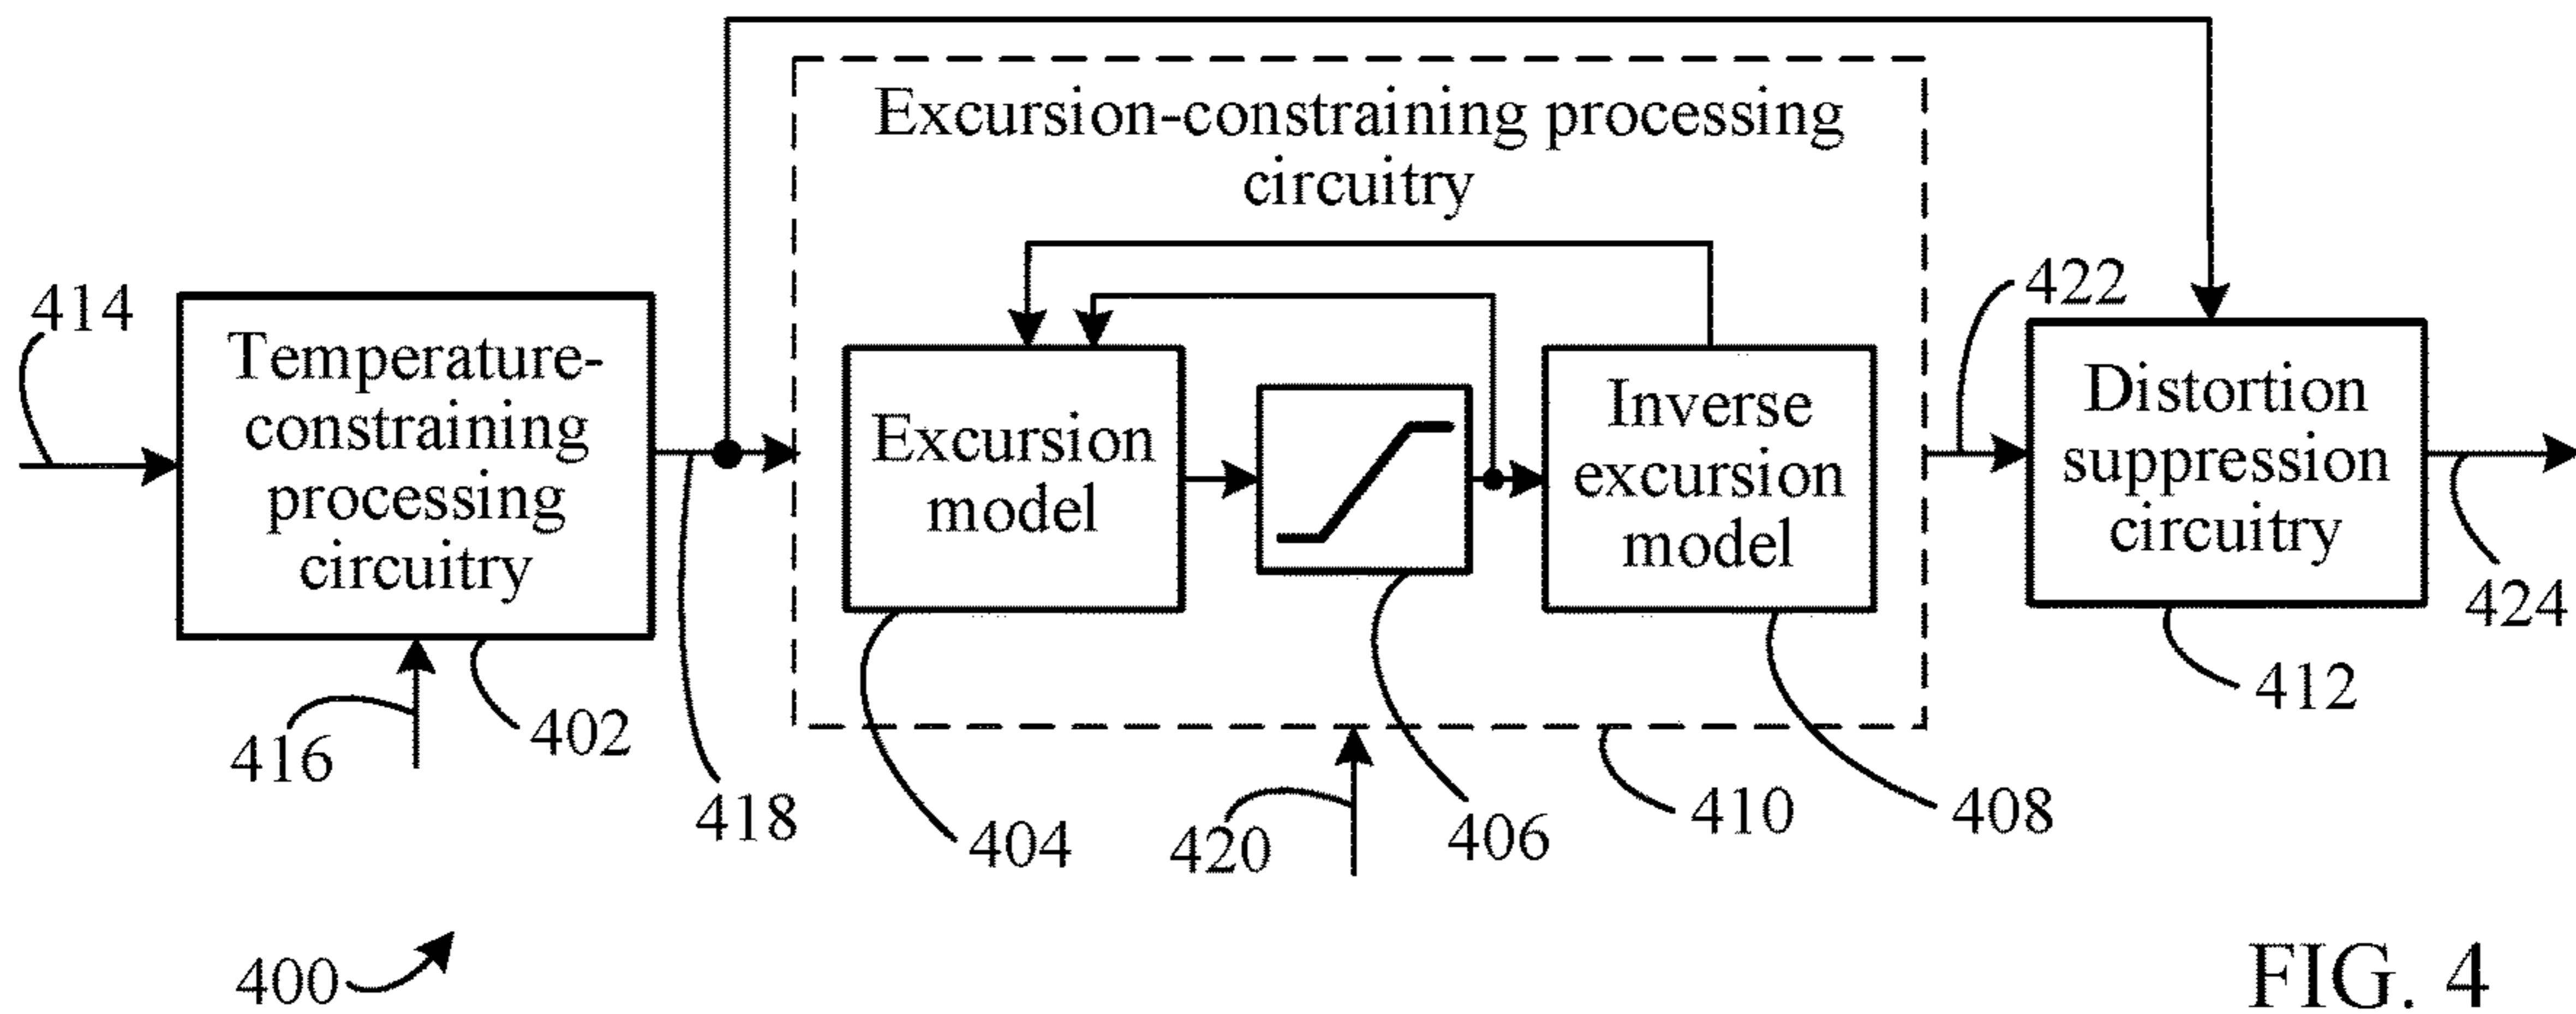 Excursion-constraining processing
circuitry
414
Temperature-
constraining
processing
circuitry
Excursion
model
Inverse
excursion
model
422
Distortion
suppression
circuitry
424
416
402
418
404
420
406
410
408
412
400
FIG. 4